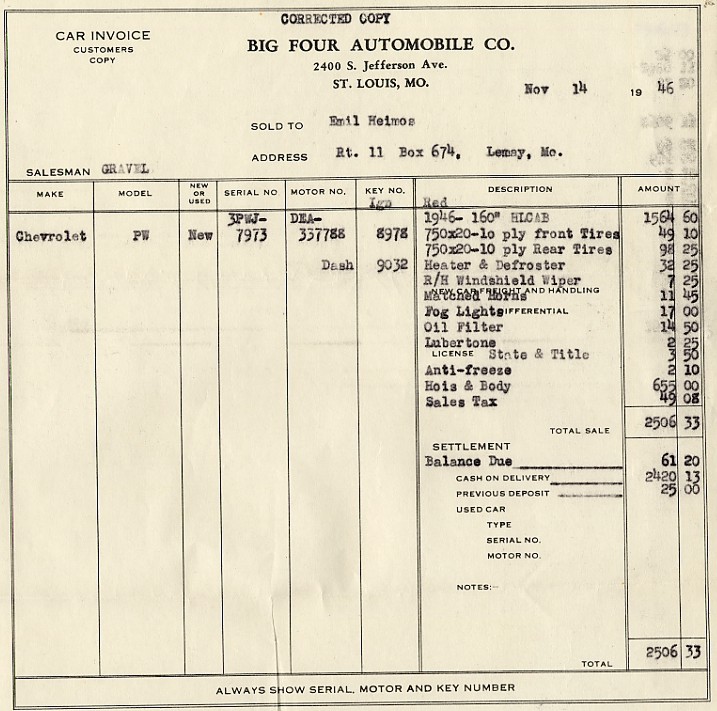 CORRECTED COPY
CAR INVOICE
CUSTOMERS
COPY
BIG FOUR AUTOMOBILE CO.
2400 S. Jefferson Ave.
ST. LOUIS, MO.
Nov 14 19 46
SOLD TO Emil Heimos
ADDRESS Rt. 11 Box 674, Lemay, Mo.
SALESMAN GRAVEL
MAKE MODEL NEW OR USED SERIAL NO. MOTOR NO. KEY NO. DESCRIPTION AMOUNT
Ign Red
3PWJ- DEA- 1946- 160" HLCAB 1564 60
Chevrolet PW New 7973 337788 8978 750x20-10 ply front Tires 49 10
750x20-10 ply Rear Tires 98 25
Dash 9032 Heater & Defroster 32 25
R/H Windshield Wiper 7 25
NEW CAR FREIGHT AND HANDLING
Matched Horns 11 45
Fog Lights DIFFERENTIAL 17 00
Oil Filter 14 50
Lubertone 2 25
LICENSE State & Title 3 50
Anti-freeze 2 10
Hois & Body 655 00
Sales Tax 49 08
TOTAL SALE 2506 33
SETTLEMENT
Balance Due 61 20
CASH ON DELIVERY 2420 13
PREVIOUS DEPOSIT 25 00
USED CAR
TYPE
SERIAL NO.
MOTOR NO.
NOTES:
TOTAL 2506 33
ALWAYS SHOW SERIAL, MOTOR AND KEY NUMBER